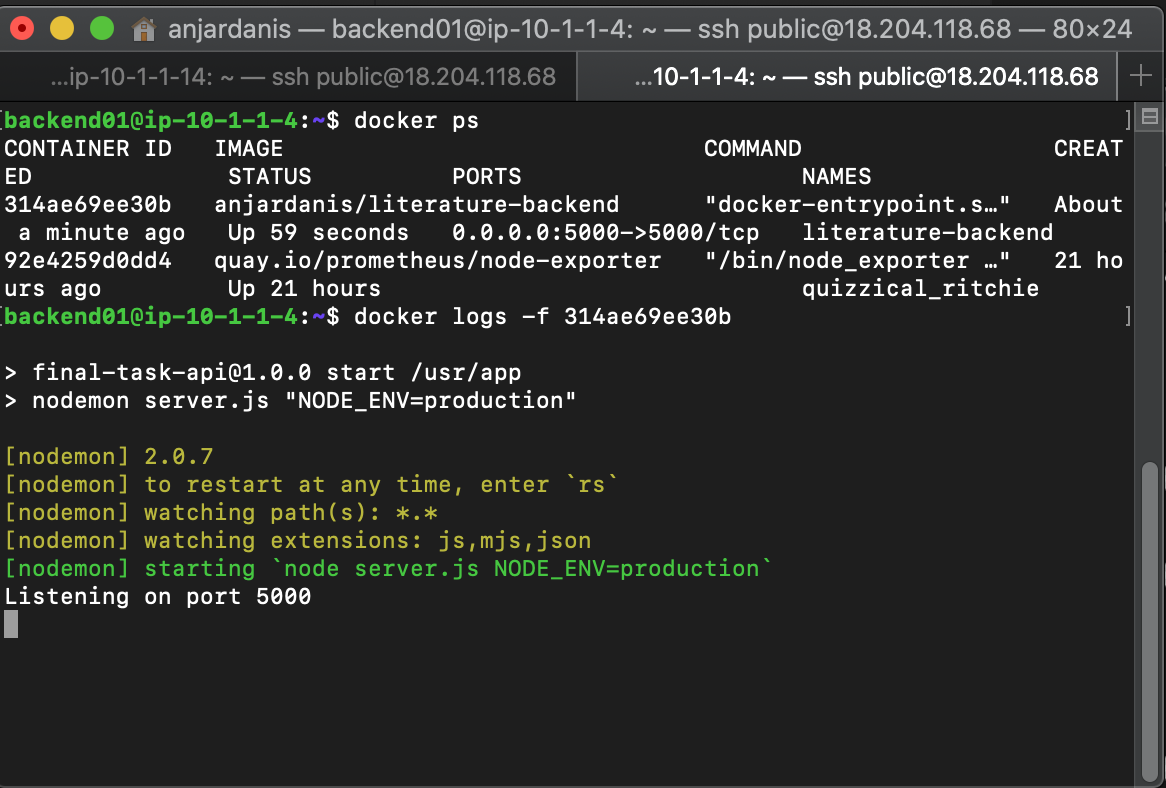 anjardanis — backend01@ip-10-1-1-4: ~ — ssh public@18.204.118.68 — 80×24
...ip-10-1-1-14: ~ — ssh public@18.204.118.68 ...10-1-1-4: ~ — ssh public@18.204.118.68 +
[backend01@ip-10-1-1-4:~$ docker ps ]
CONTAINER ID   IMAGE                              COMMAND                  CREAT
ED                STATUS          PORTS                    NAMES
314ae69ee30b   anjardanis/literature-backend      "docker-entrypoint.s…"   About
 a minute ago   Up 59 seconds   0.0.0.0:5000->5000/tcp   literature-backend
92e4259d0dd4   quay.io/prometheus/node-exporter   "/bin/node_exporter …"   21 ho
urs ago         Up 21 hours                              quizzical_ritchie
[backend01@ip-10-1-1-4:~$ docker logs -f 314ae69ee30b ]
> final-task-api@1.0.0 start /usr/app
> nodemon server.js "NODE_ENV=production"
[nodemon] 2.0.7
[nodemon] to restart at any time, enter `rs`
[nodemon] watching path(s): *.*
[nodemon] watching extensions: js,mjs,json
[nodemon] starting `node server.js NODE_ENV=production`
Listening on port 5000